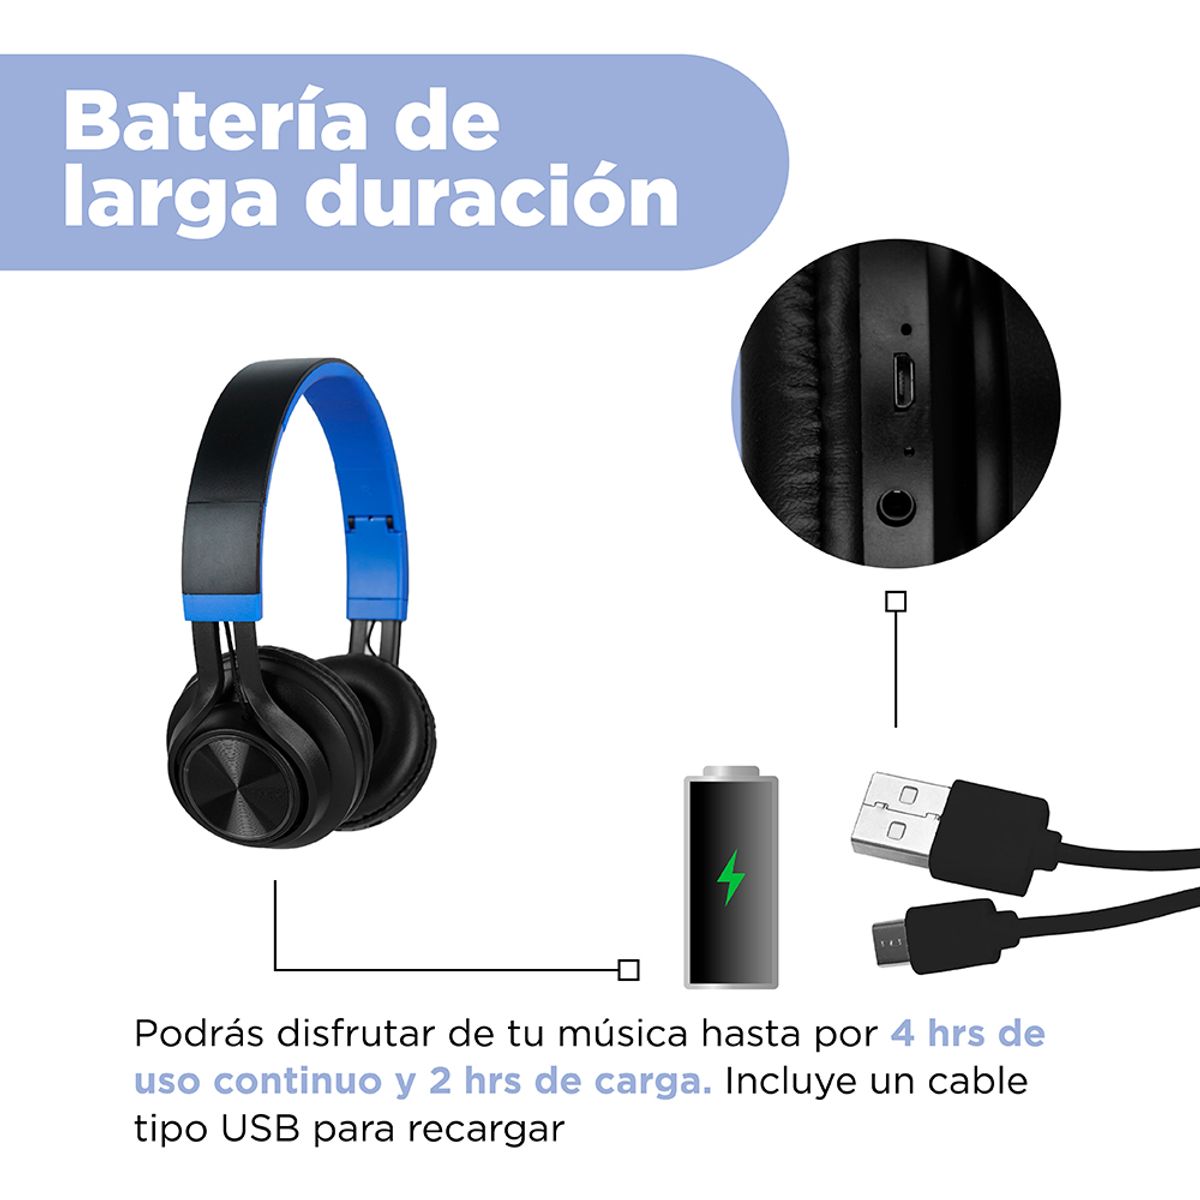 Batería de
larga duración
Podrás disfrutar de tu música hasta por 4 hrs de
uso continuo y 2 hrs de carga. Incluye un cable
tipo USB para recargar